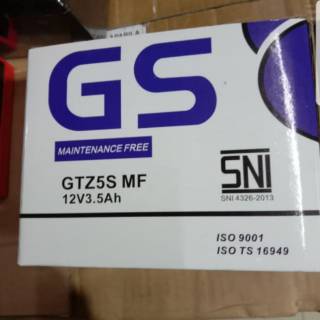 GS
MAINTENANCE FREE
GTZ5S MF
12V3.5Ah
SNI
SNI 4326-2013
ISO 9001
ISO TS 16949